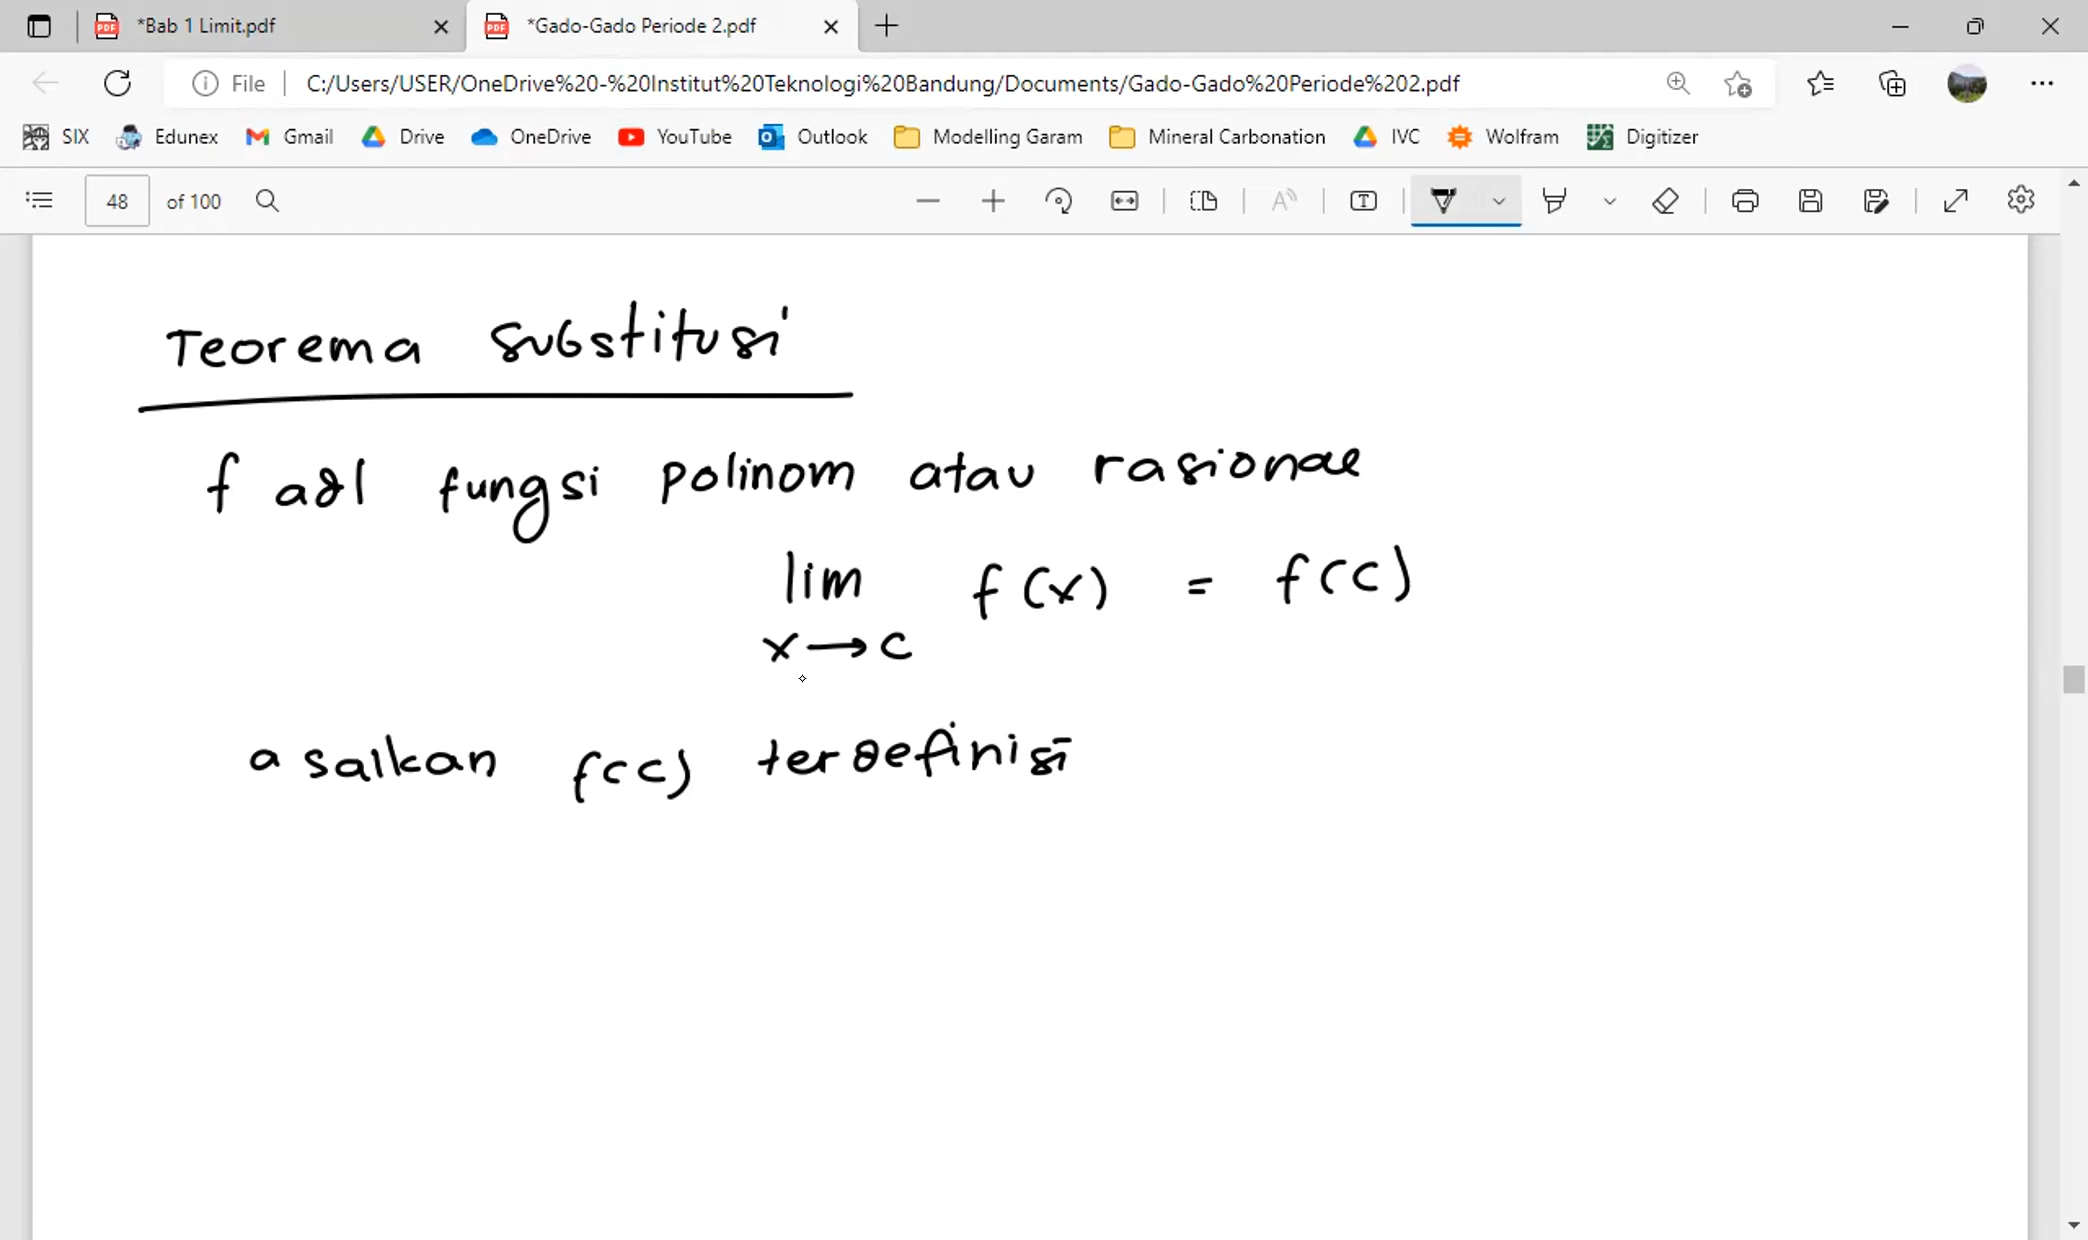 *Bab 1 Limit.pdf
*Gado-Gado Periode 2.pdf
File
C:/Users/USER/OneDrive%20-%20Institut%20Teknologi%20Bandung/Documents/Gado-Gado%20Periode%202.pdf
SIX Edunex Gmail Drive OneDrive YouTube Outlook Modelling Garam Mineral Carbonation IVC Wolfram Digitizer
48 of 100
Teorema Substitusi
f adl fungsi polinom atau rasional
lim f(x) = f(c)
x → c
asalkan f(c) terdefinisi